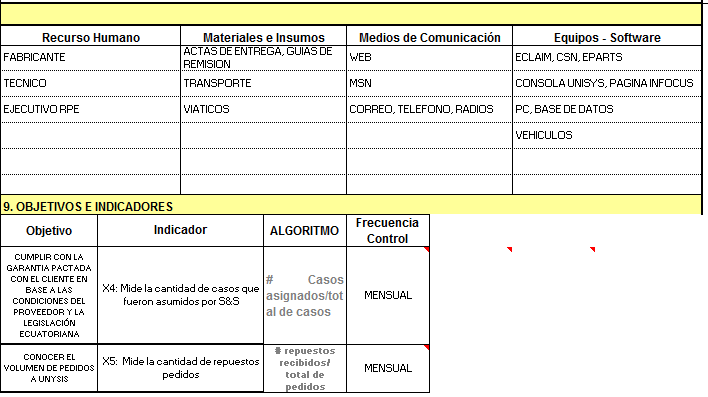 Recurso Humano
Materiales e Insumos
Medios de Comunicación
Equipos - Software
FABRICANTE
ACTAS DE ENTREGA, GUIAS DE
REMISION
WEB
ECLAIM, CSN, EPARTS
TECNICO
TRANSPORTE
MSN
CONSOLA UNISYS, PAGINA INFOCUS
EJECUTIVO RPE
VIATICOS
CORREO, TELEFONO, RADIOS
PC, BASE DE DATOS
VEHICULOS
9. OBJETIVOS E INDICADORES
Objetivo
Indicador
ALGORITMO
Frecuencia
Control
CUMPLIR CON LA
GARANTIA PACTADA
CON EL CLIENTE EN
BASE A LAS
CONDICIONES DEL
PROVEEDOR Y LA
LEGISLACIÓN
ECUATORIANA
X4: Mide la cantidad de casos que
fueron asumidos por S&S
# Casos
asignados/tot
al de casos
MENSUAL
CONOCER EL
VOLUMEN DE PEDIDOS
A UNYSIS
X5: Mide la cantidad de repuestos
pedidos
# repuestos
recibidos/
total de
pedidos
MENSUAL